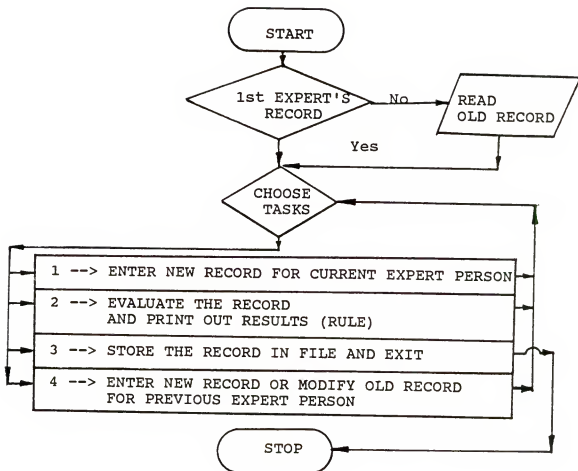 START
1st EXPERT'S
RECORD
No
READ
OLD RECORD
Yes
CHOOSE
TASKS
1 --> ENTER NEW RECORD FOR CURRENT EXPERT PERSON
2 --> EVALUATE THE RECORD
AND PRINT OUT RESULTS (RULE)
3 --> STORE THE RECORD IN FILE AND EXIT
4 --> ENTER NEW RECORD OR MODIFY OLD RECORD
FOR PREVIOUS EXPERT PERSON
STOP